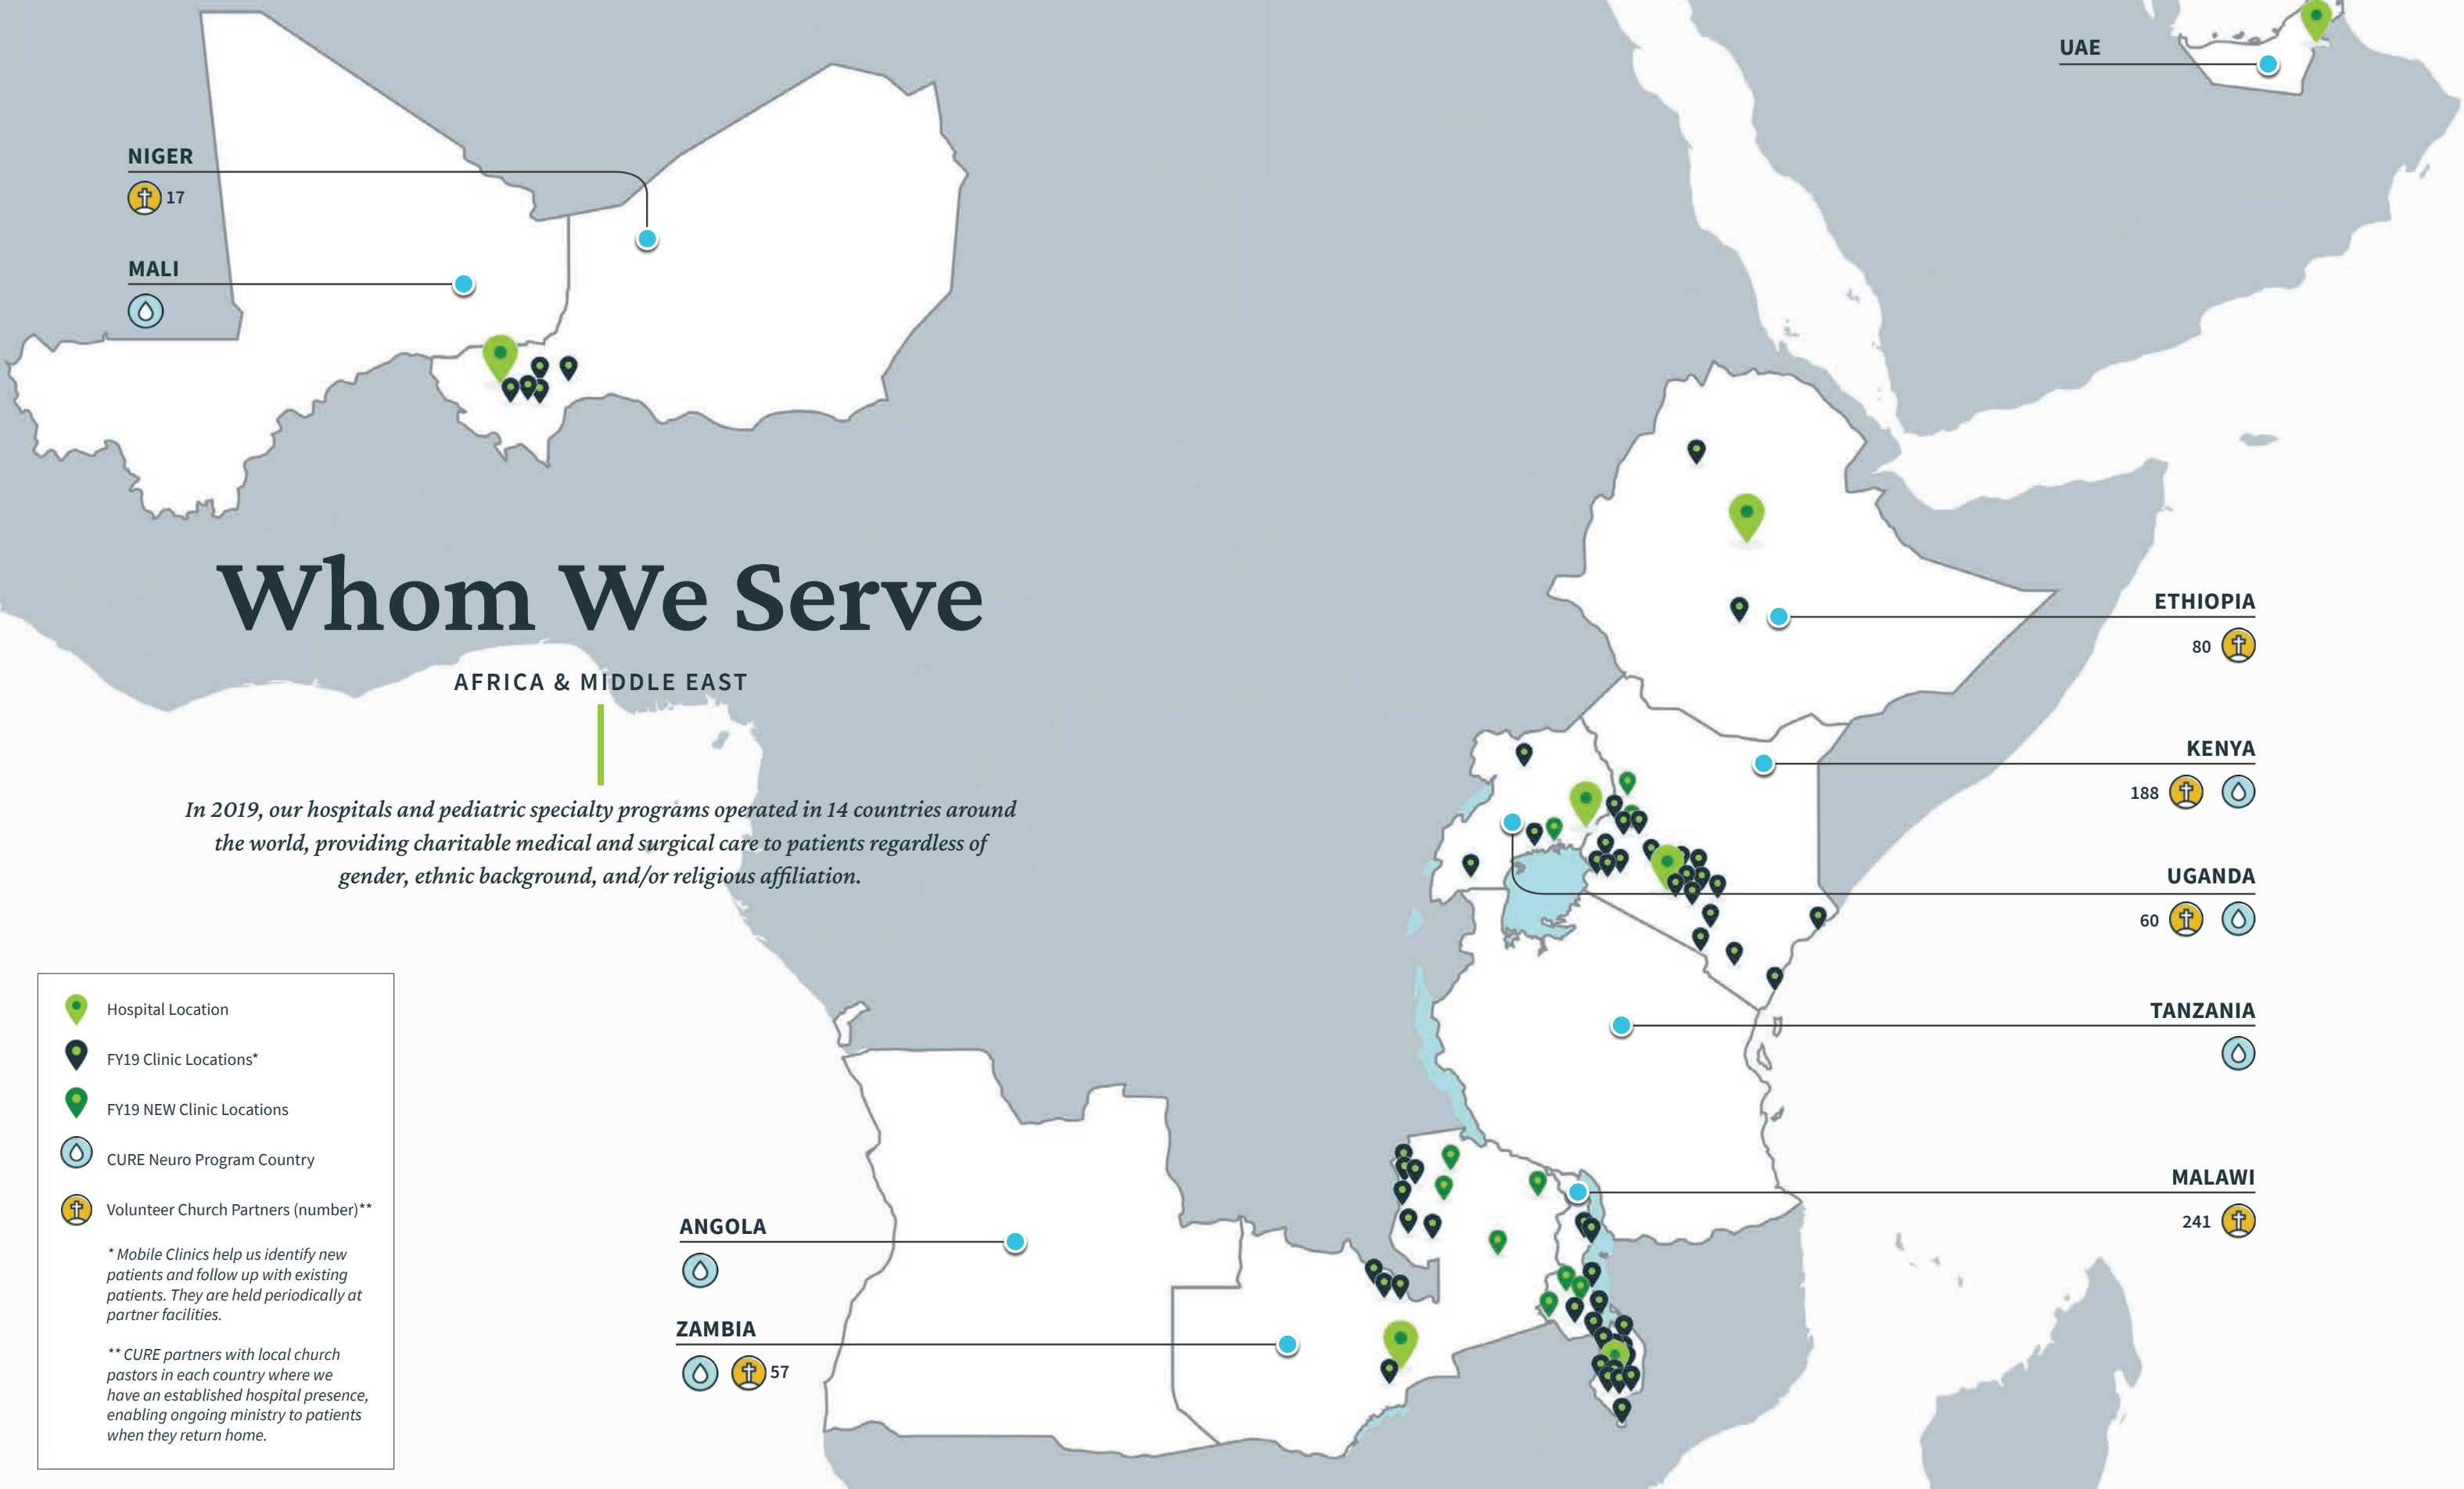 UAE
NIGER
17
MALI
Whom We Serve
AFRICA & MIDDLE EAST
In 2019, our hospitals and pediatric specialty programs operated in 14 countries around
the world, providing charitable medical and surgical care to patients regardless of
gender, ethnic background, and/or religious affiliation.
ETHIOPIA
80
KENYA
188
UGANDA
60
TANZANIA
MALAWI
241
ANGOLA
ZAMBIA
57
Hospital Location
FY19 Clinic Locations*
FY19 NEW Clinic Locations
CURE Neuro Program Country
Volunteer Church Partners (number)**
* Mobile Clinics help us identify new
patients and follow up with existing
patients. They are held periodically at
partner facilities.
** CURE partners with local church
pastors in each country where we
have an established hospital presence,
enabling ongoing ministry to patients
when they return home.